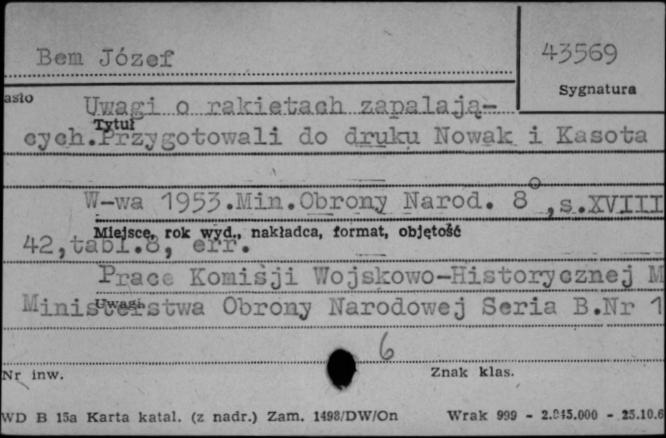 Bem Józef
43569
Sygnatura
asło
Uwagi o rakietach zapalają-
Tytuł
cych.Przygotowali do druku Nowak i Kasota
W-wa 1953.Min.Obrony Narod. 8° ,s.XVIII
Miejsce, rok wyd., nakładca, format, objętość
42,tabl.8, err.
Prace Komisji Wojskowo-Historycznej M
Uwagi
Ministerstwa Obrony Narodowej Seria B.Nr 1
6
Nr inw.
Znak klas.
WD B 15a Karta katal. (z nadr.) Zam. 1498/DW/On Wrak 999 - 2.045.000 - 25.10.6